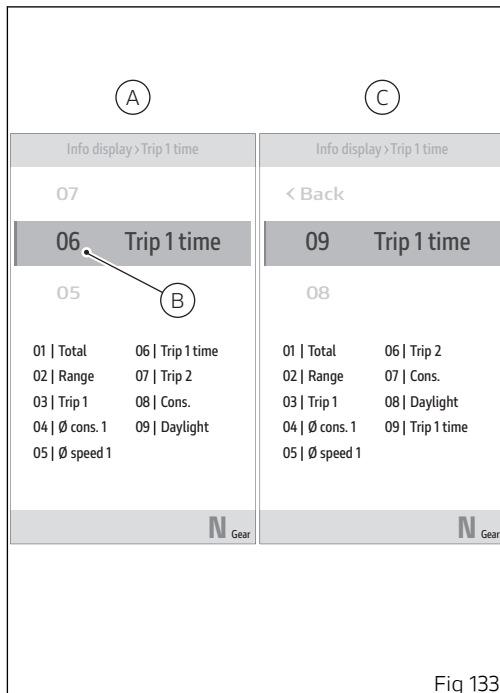 A
C
Info display › Trip 1 time
07
06 Trip 1 time
05
B
01 | Total 06 | Trip 1 time
02 | Range 07 | Trip 2
03 | Trip 1 08 | Cons.
04 | Ø cons. 1 09 | Daylight
05 | Ø speed 1
N Gear
Info display › Trip 1 time
< Back
09 Trip 1 time
08
01 | Total 06 | Trip 2
02 | Range 07 | Cons.
03 | Trip 1 08 | Daylight
04 | Ø cons. 1 09 | Trip 1 time
05 | Ø speed 1
N Gear
Fig 133